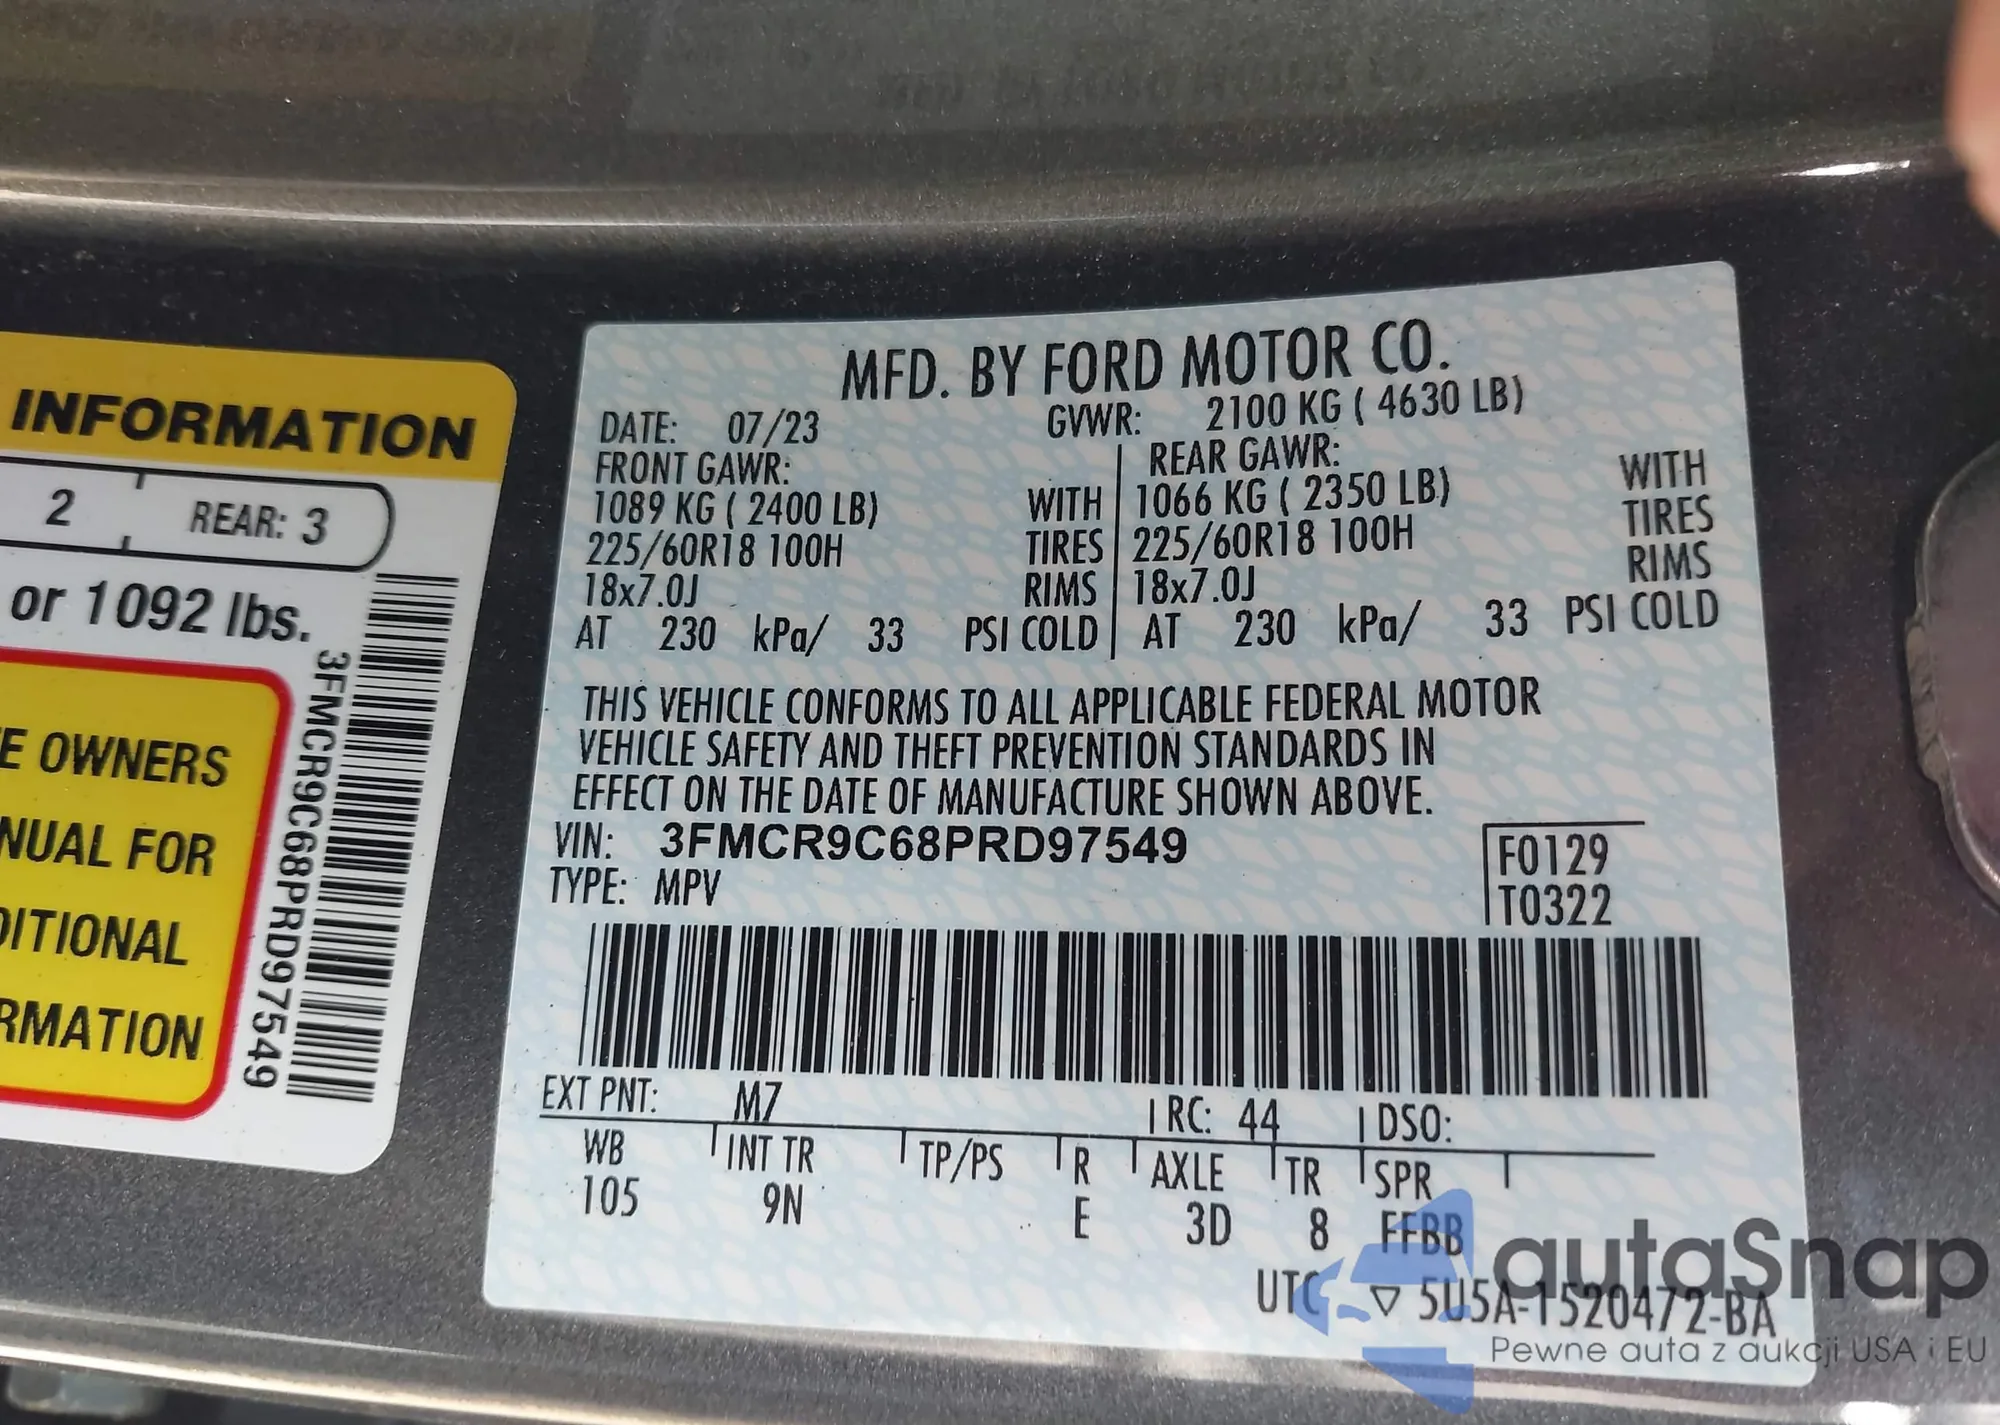 INFORMATION
2 REAR: 3
or 1092 lbs.
E OWNERS
NUAL FOR
DITIONAL
RMATION
3FMCR9C68PRD97549
MFD. BY FORD MOTOR CO.
DATE: 07/23 GVWR: 2100 KG ( 4630 LB)
FRONT GAWR: REAR GAWR:
1089 KG ( 2400 LB) WITH 1066 KG ( 2350 LB) WITH
225/60R18 100H TIRES 225/60R18 100H TIRES
18x7.0J RIMS 18x7.0J RIMS
AT 230 kPa/ 33 PSI COLD AT 230 kPa/ 33 PSI COLD
THIS VEHICLE CONFORMS TO ALL APPLICABLE FEDERAL MOTOR
VEHICLE SAFETY AND THEFT PREVENTION STANDARDS IN
EFFECT ON THE DATE OF MANUFACTURE SHOWN ABOVE.
VIN: 3FMCR9C68PRD97549 F0129
TYPE: MPV T0322
EXT PNT: M7 RC: 44 DSO:
WB INT TR TP/PS R AXLE TR SPR
105 9N E 3D 8 FFBB
UTC ▽ 5U5A-1520472-BA
autaSnap
Pewne auta z aukcji USA i EU